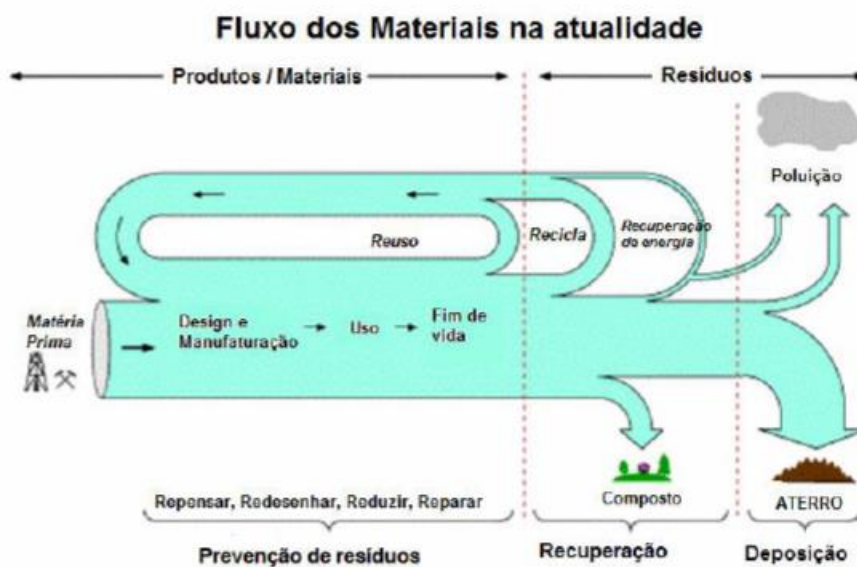 Fluxo dos Materiais na atualidade
Produtos / Materiais
Resíduos
Poluição
Reuso
Recicla
Recuperação
de energia
Matéria
Prima
Design e
Manufaturação
Uso
Fim de
vida
Composto
ATERRO
Repensar, Redesenhar, Reduzir, Reparar
Prevenção de resíduos
Recuperação
Deposição